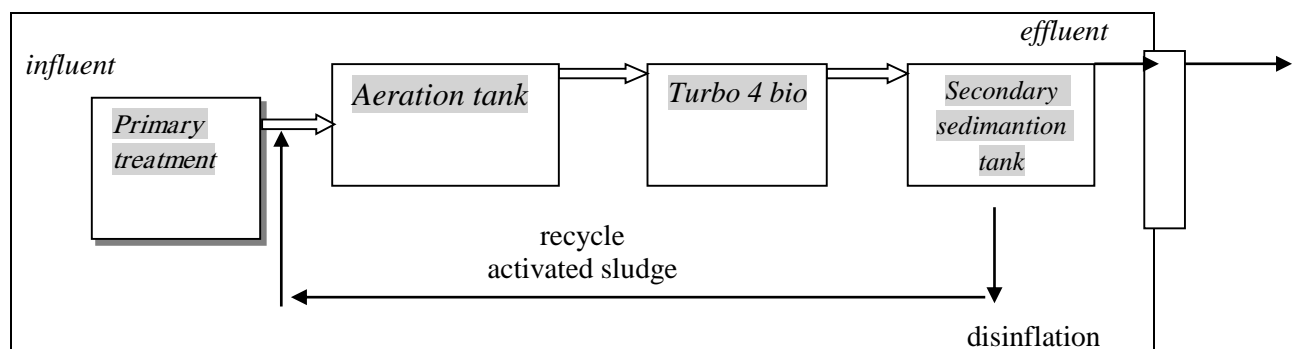 effluent
influent
Primary
treatment
Aeration tank
Turbo 4 bio
Secondary
sedimantion
tank
recycle
activated sludge
disinflation